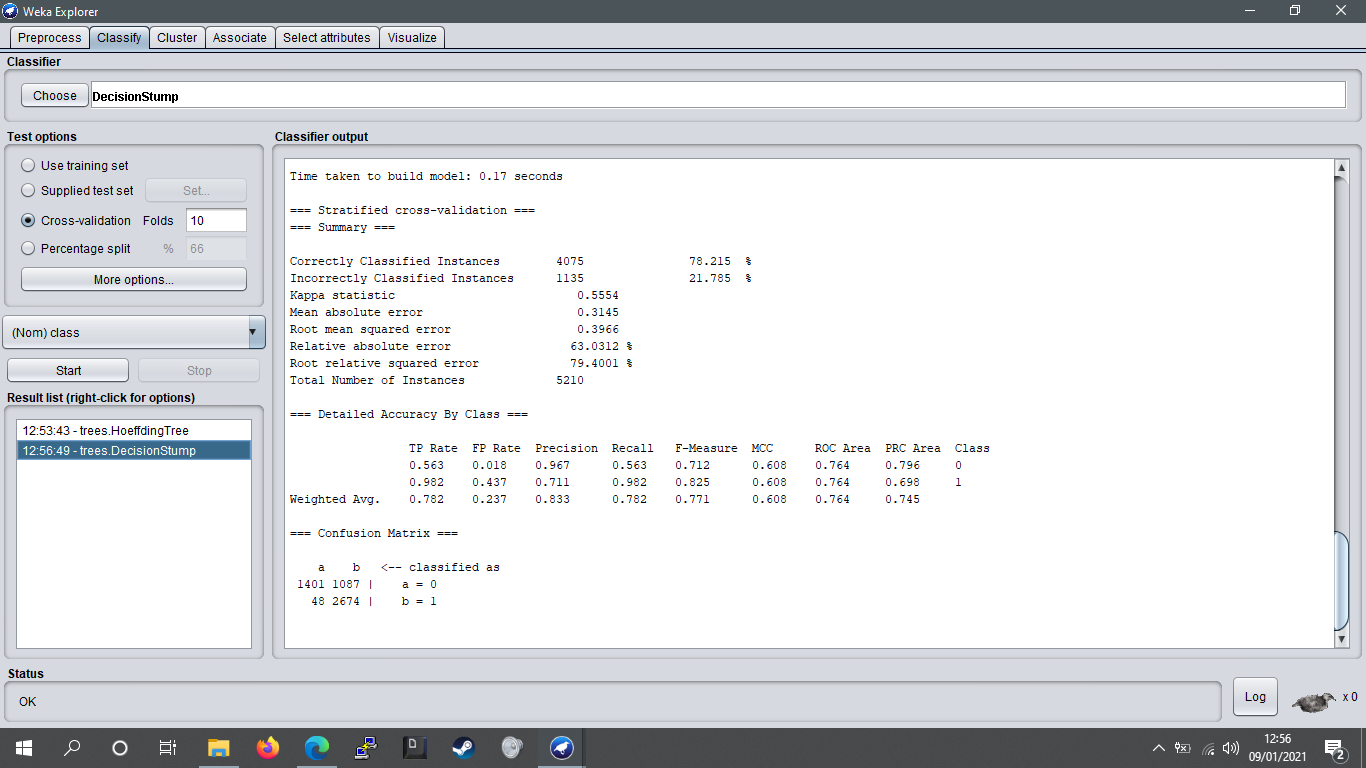 Weka Explorer
Preprocess Classify Cluster Associate Select attributes Visualize
Classifier
Choose DecisionStump
Test options
Use training set
Supplied test set Set...
Cross-validation Folds 10
Percentage split % 66
More options...
(Nom) class
Start Stop
Result list (right-click for options)
12:53:43 - trees.HoeffdingTree
12:56:49 - trees.DecisionStump
Classifier output
Time taken to build model: 0.17 seconds
=== Stratified cross-validation ===
=== Summary ===
Correctly Classified Instances 4075 78.215 %
Incorrectly Classified Instances 1135 21.785 %
Kappa statistic 0.5554
Mean absolute error 0.3145
Root mean squared error 0.3966
Relative absolute error 63.0312 %
Root relative squared error 79.4001 %
Total Number of Instances 5210
=== Detailed Accuracy By Class ===
TP Rate FP Rate Precision Recall F-Measure MCC ROC Area PRC Area Class
0.563 0.018 0.967 0.563 0.712 0.608 0.764 0.796 0
0.982 0.437 0.711 0.982 0.825 0.608 0.764 0.698 1
Weighted Avg. 0.782 0.237 0.833 0.782 0.771 0.608 0.764 0.745
=== Confusion Matrix ===
a b <-- classified as
1401 1087 | a = 0
48 2674 | b = 1
Status
OK
Log
x 0
D
12:56
09/01/2021
2